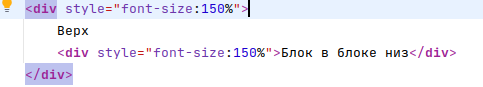 <div style="font-size:150%">
Верх
<div style="font-size:150%">Блок в блоке низ</div>
</div>